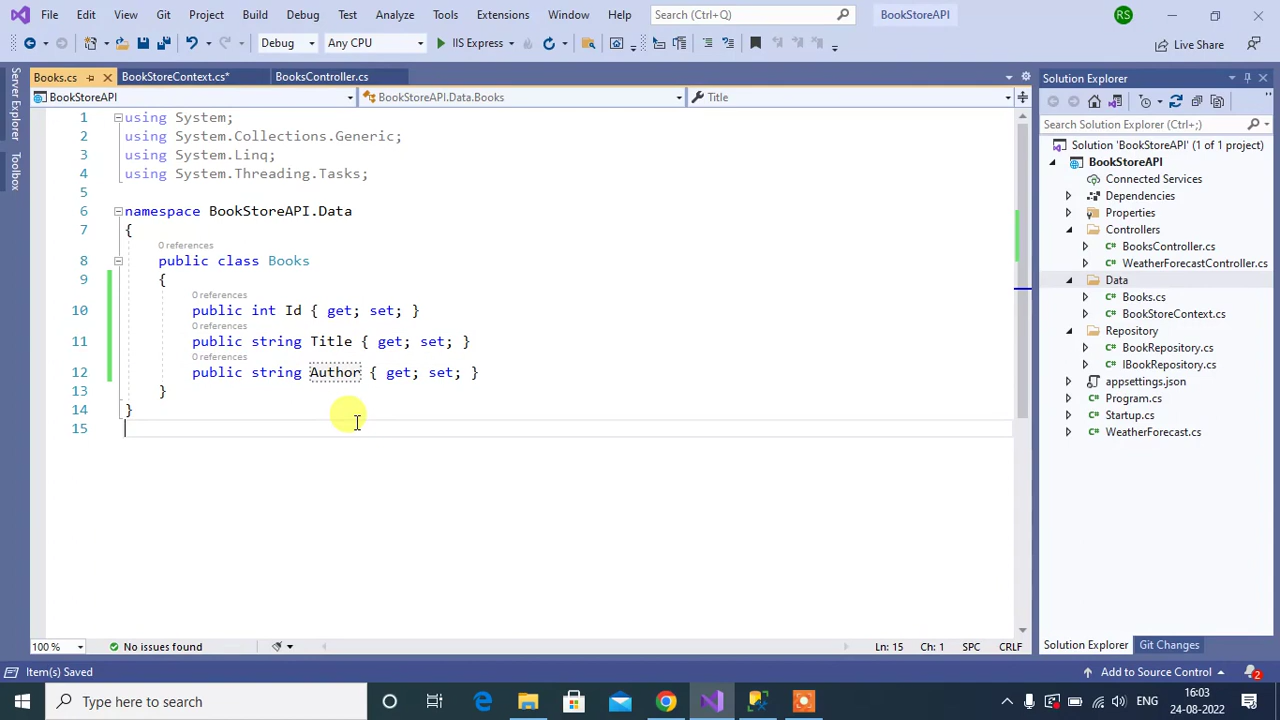 File Edit View Git Project Build Debug Test Analyze Tools Extensions Window Help Search (Ctrl+Q) BookStoreAPI RS
Debug Any CPU IIS Express Live Share
Books.cs BookStoreContext.cs* BooksController.cs
BookStoreAPI BookStoreAPI.Data.Books Title
Server Explorer
Toolbox
1 using System;
2 using System.Collections.Generic;
3 using System.Linq;
4 using System.Threading.Tasks;
5
6 namespace BookStoreAPI.Data
7 {
0 references
8 public class Books
9 {
0 references
10 public int Id { get; set; }
0 references
11 public string Title { get; set; }
0 references
12 public string Author { get; set; }
13 }
14 }
15
100 % No issues found Ln: 15 Ch: 1 SPC CRLF
Solution Explorer
Search Solution Explorer (Ctrl+;)
Solution 'BookStoreAPI' (1 of 1 project)
BookStoreAPI
Connected Services
Dependencies
Properties
Controllers
BooksController.cs
WeatherForecastController.cs
Data
Books.cs
BookStoreContext.cs
Repository
BookRepository.cs
IBookRepository.cs
appsettings.json
Program.cs
Startup.cs
WeatherForecast.cs
Solution Explorer Git Changes
Item(s) Saved Add to Source Control 2
Type here to search ENG 16:03
24-08-2022